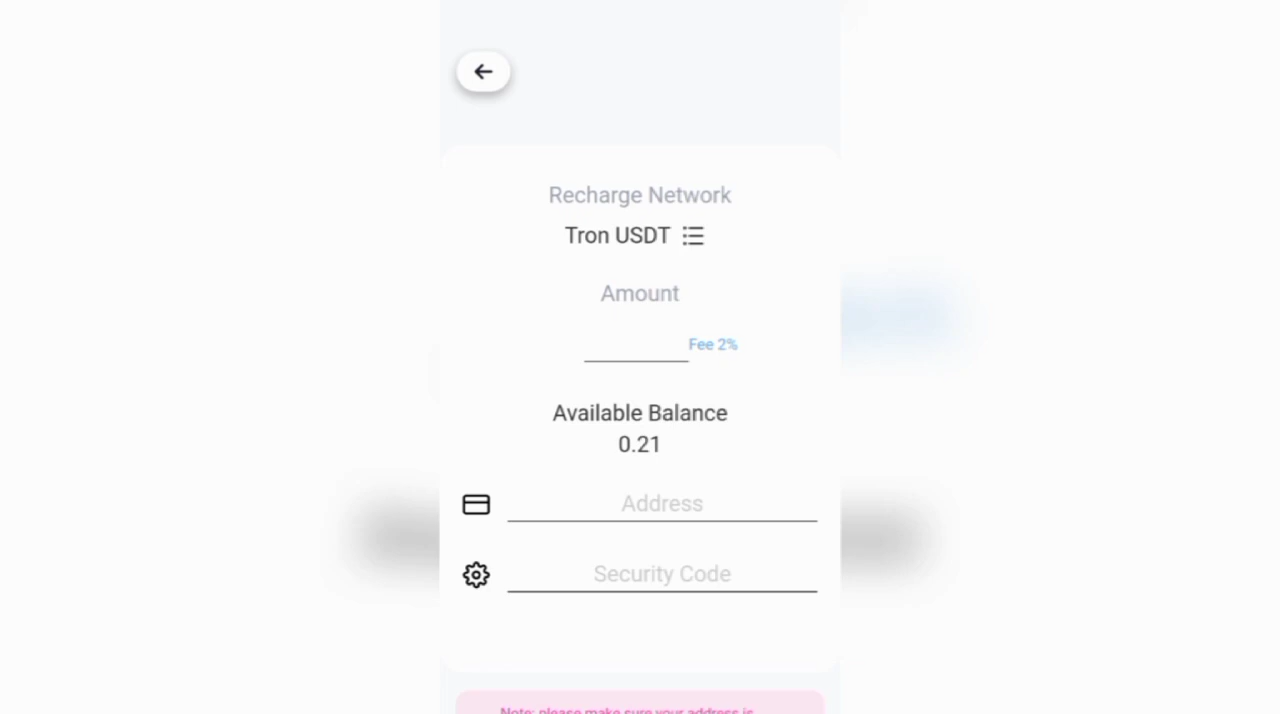 Recharge Network
Tron USDT
Amount
Fee 2%
Available Balance
0.21
Address
Security Code
Note: please make sure your address is